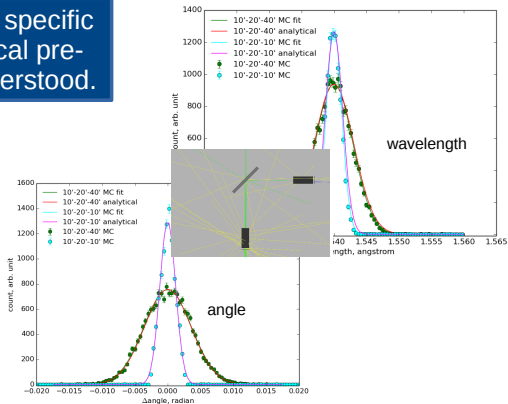 specific
cal pre-
erstood.
1400
1200
1000
800
600
10'-20'-40' MC fit
10'-20'-40' analytical
10'-20'-10' MC fit
10'-20'-10' analytical
10'-20'-40' MC
10'-20'-10' MC
ount, arb. unit
wavelength
540 1.545 1.550 1.555 1.560 1.565
length, angstrom
1600
1400
1200
1000
800
600
400
200
0
10'-20'-40' MC fit
10'-20'-40' analytical
10'-20'-10' MC fit
10'-20'-10' analytical
10'-20'-40' MC
10'-20'-10' MC
count, arb. unit
angle
−0.020 −0.015 −0.010 −0.005 0.000 0.005 0.010 0.015 0.020
Δangle, radian